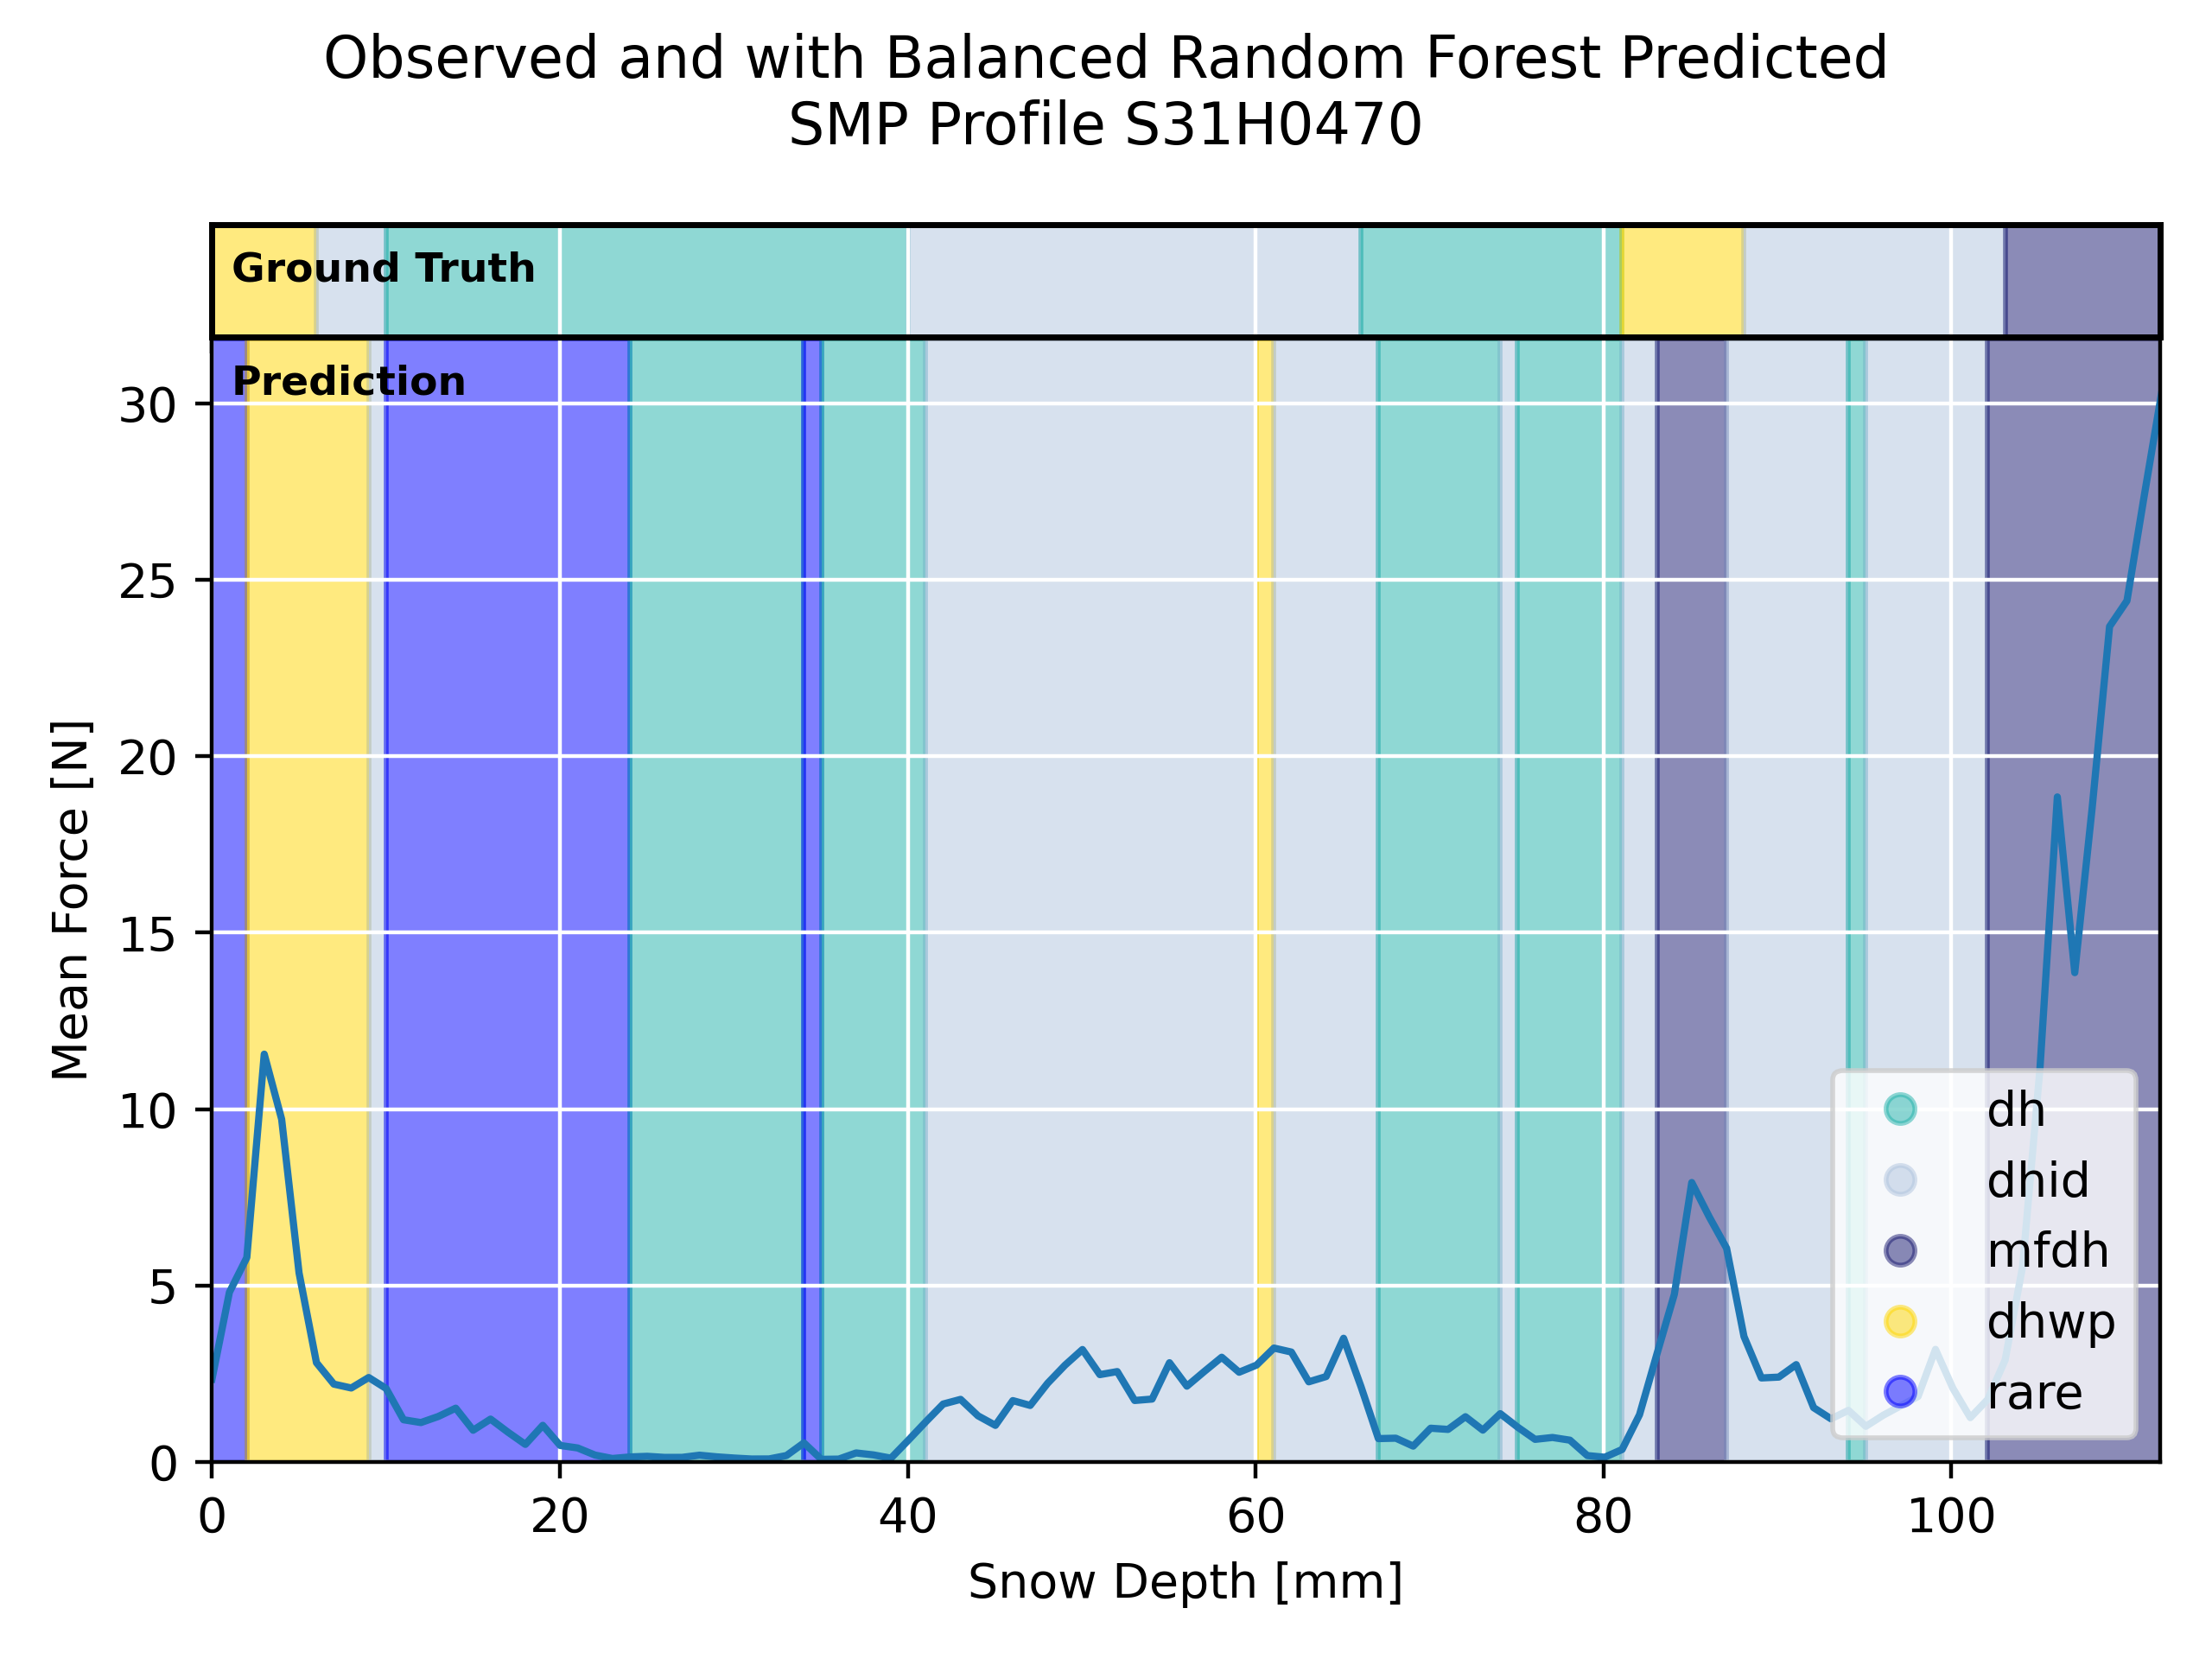 Observed and with Balanced Random Forest Predicted
SMP Profile S31H0470
Ground Truth
Prediction
30
25
20
15
10
5
0
Mean Force [N]
0 20 40 60 80 100
Snow Depth [mm]
dh
dhid
mfdh
dhwp
rare